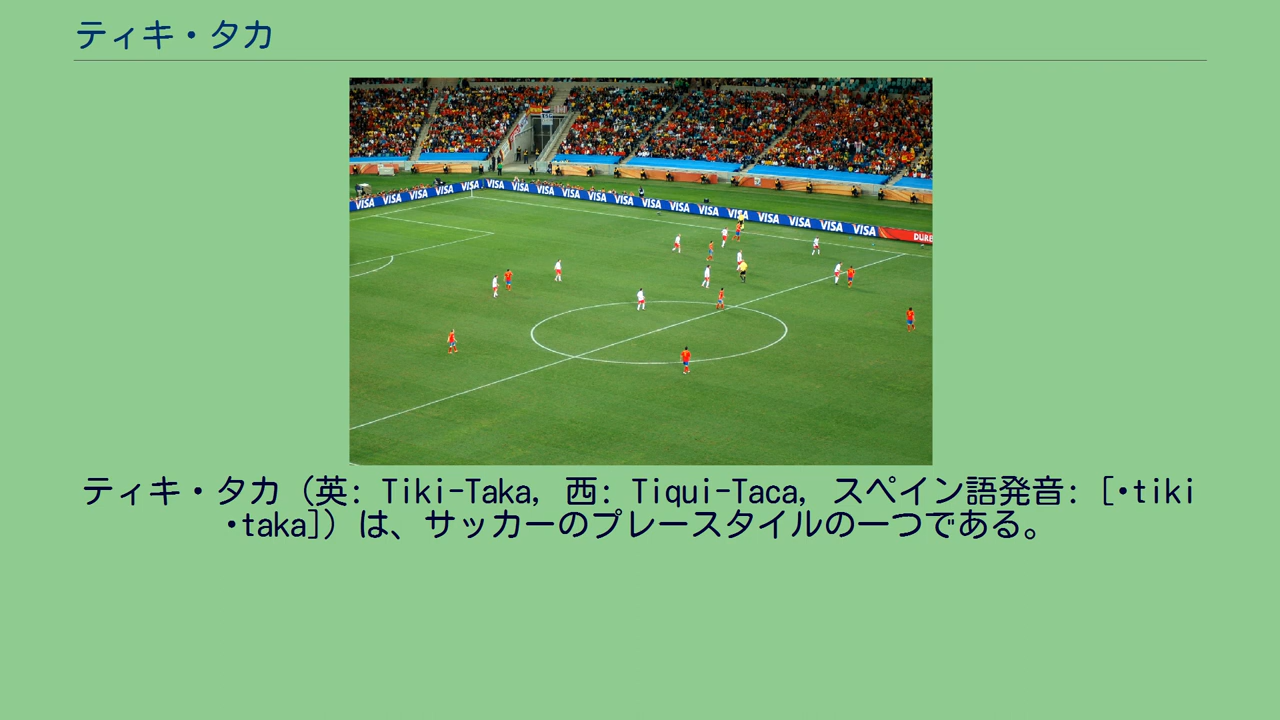 ティキ・タカ
VISA VISA VISA VISA VISA VISA VISA VISA VISA VISA VISA VISA VISA VISA VISA VISA DURE
ティキ・タカ（英: Tiki-Taka, 西: Tiqui-Taca, スペイン語発音: [•tiki
•taka]）は、サッカーのプレースタイルの一つである。